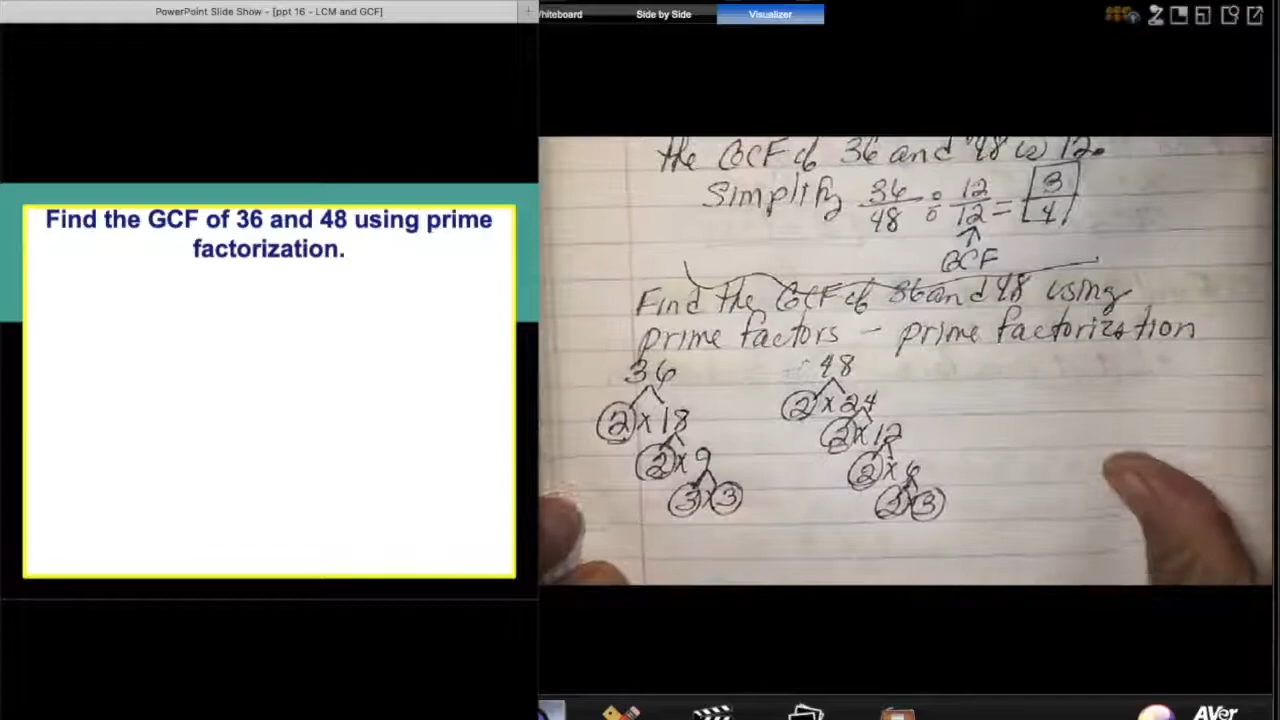 PowerPoint Slide Show - [ppt 16 - LCM and GCF]
Whiteboard
Side by Side
Visualizer
Find the GCF of 36 and 48 using prime
factorization.
the GCF of 36 and 48 is 12.
Simplify 36/48 ÷ 12/12 = 3/4
GCF
Find the GCF of 36 and 48 using
prime factors - prime factorization
36
48
2 x 18
2 x 24
2 x 9
2 x 12
3 x 3
2 x 6
2 x 3
AVer